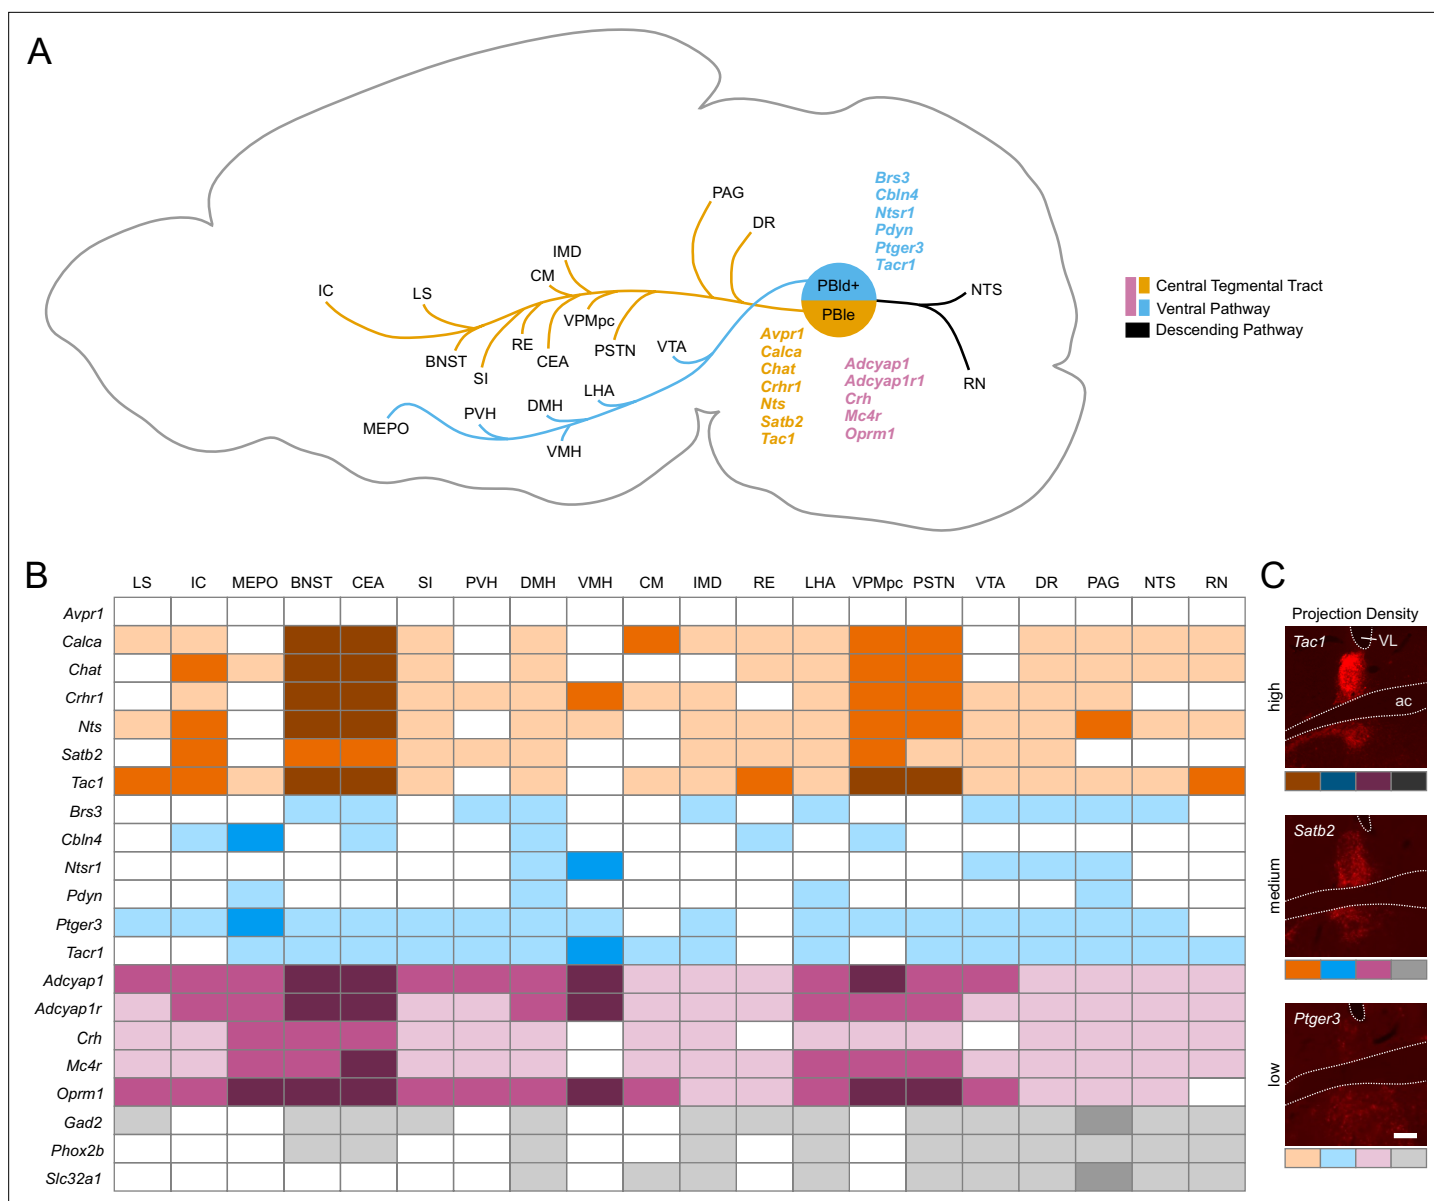 A
Brs3
Cbln4
Ntsr1
Pdyn
Ptger3
Tacr1
PAG
DR
IMD
CM
IC
LS
PBld+
PBle
NTS
Central Tegmental Tract
Ventral Pathway
Descending Pathway
VPMpc
RE
BNST
CEA
PSTN
SI
VTA
RN
Avpr1
Calca
Chat
Crhr1
Nts
Satb2
Tac1
Adcyap1
Adcyap1r1
Crh
Mc4r
Oprm1
LHA
DMH
PVH
MEPO
VMH
B
LS IC MEPO BNST CEA SI PVH DMH VMH CM IMD RE LHA VPMpc PSTN VTA DR PAG NTS RN
Avpr1
Calca
Chat
Crhr1
Nts
Satb2
Tac1
Brs3
Cbln4
Ntsr1
Pdyn
Ptger3
Tacr1
Adcyap1
Adcyap1r
Crh
Mc4r
Oprm1
Gad2
Phox2b
Slc32a1
C
Projection Density
Tac1
VL
ac
high
Satb2
medium
Ptger3
low